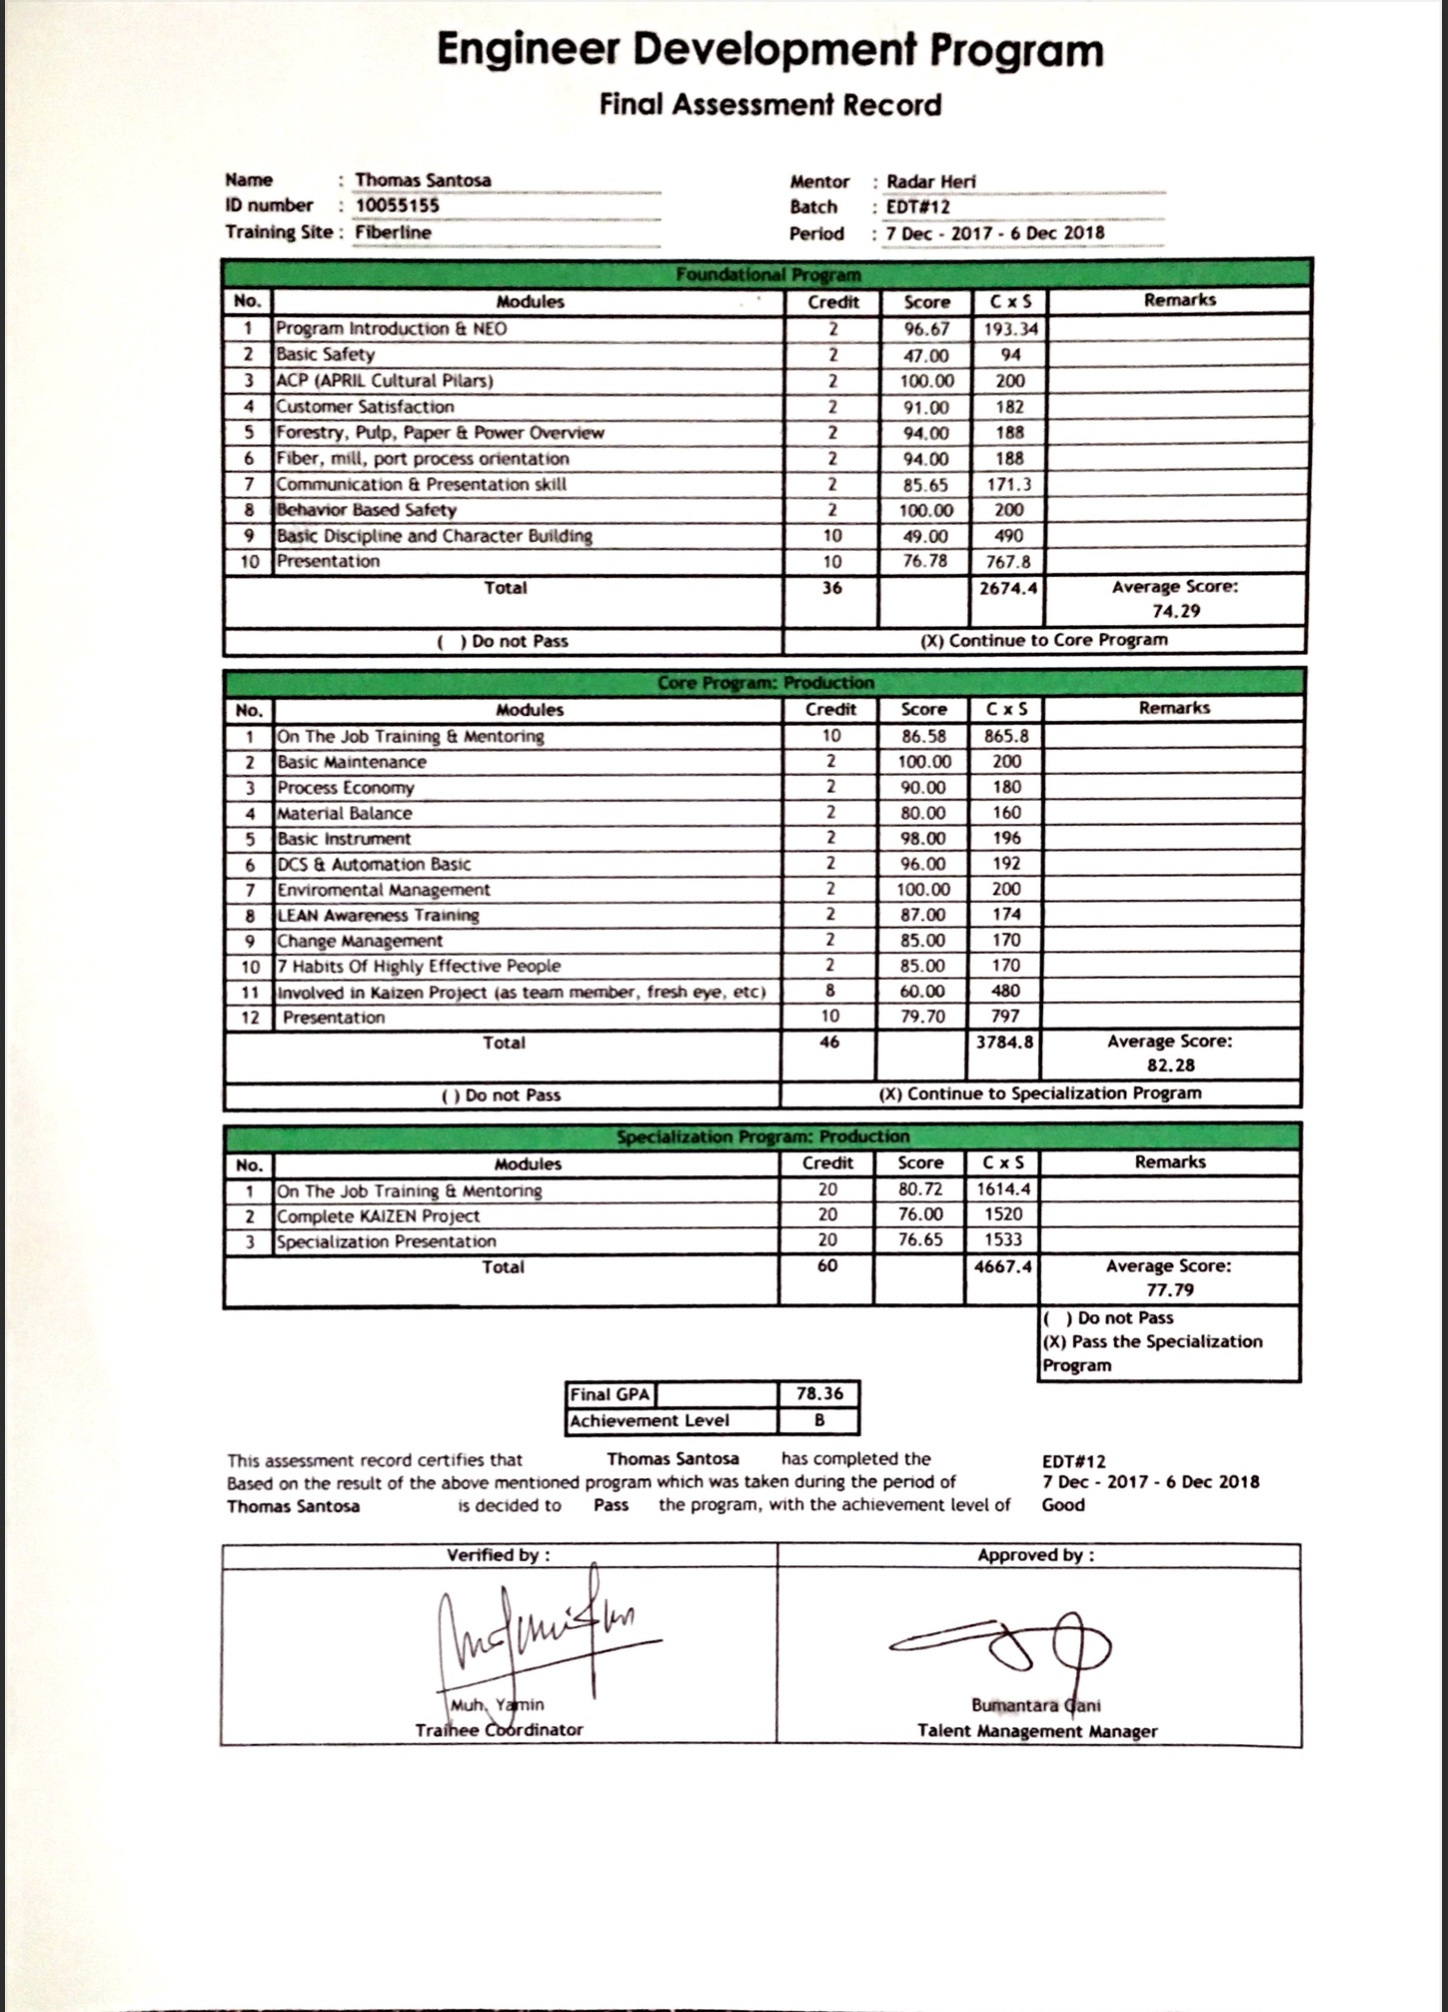 Engineer Development Program
Final Assessment Record
Name : Thomas Santosa Mentor : Radar Heri
ID number : 10055155 Batch : EDT#12
Training Site : Fiberline Period : 7 Dec - 2017 - 6 Dec 2018
Foundational Program
No. Modules Credit Score C x S Remarks
1 Program Introduction & NEO 2 96.67 193.34
2 Basic Safety 2 47.00 94
3 ACP (APRIL Cultural Pilars) 2 100.00 200
4 Customer Satisfaction 2 91.00 182
5 Forestry, Pulp, Paper & Power Overview 2 94.00 188
6 Fiber, mill, port process orientation 2 94.00 188
7 Communication & Presentation skill 2 85.65 171.3
8 Behavior Based Safety 2 100.00 200
9 Basic Discipline and Character Building 10 49.00 490
10 Presentation 10 76.78 767.8
Total 36 2674.4 Average Score:
74.29
( ) Do not Pass (X) Continue to Core Program
Core Program: Production
No. Modules Credit Score C x S Remarks
1 On The Job Training & Mentoring 10 86.58 865.8
2 Basic Maintenance 2 100.00 200
3 Process Economy 2 90.00 180
4 Material Balance 2 80.00 160
5 Basic Instrument 2 98.00 196
6 DCS & Automation Basic 2 96.00 192
7 Enviromental Management 2 100.00 200
8 LEAN Awareness Training 2 87.00 174
9 Change Management 2 85.00 170
10 7 Habits Of Highly Effective People 2 85.00 170
11 Involved in Kaizen Project (as team member, fresh eye, etc) 8 60.00 480
12 Presentation 10 79.70 797
Total 46 3784.8 Average Score:
82.28
( ) Do not Pass (X) Continue to Specialization Program
Specialization Program: Production
No. Modules Credit Score C x S Remarks
1 On The Job Training & Mentoring 20 80.72 1614.4
2 Complete KAIZEN Project 20 76.00 1520
3 Specialization Presentation 20 76.65 1533
Total 60 4667.4 Average Score:
77.79
( ) Do not Pass
(X) Pass the Specialization
Program
Final GPA 78.36
Achievement Level B
This assessment record certifies that Thomas Santosa has completed the EDT#12
Based on the result of the above mentioned program which was taken during the period of 7 Dec - 2017 - 6 Dec 2018
Thomas Santosa is decided to Pass the program, with the achievement level of Good
Verified by : Approved by :
Muh. Yamin Bumantara Gani
Trainee Coordinator Talent Management Manager